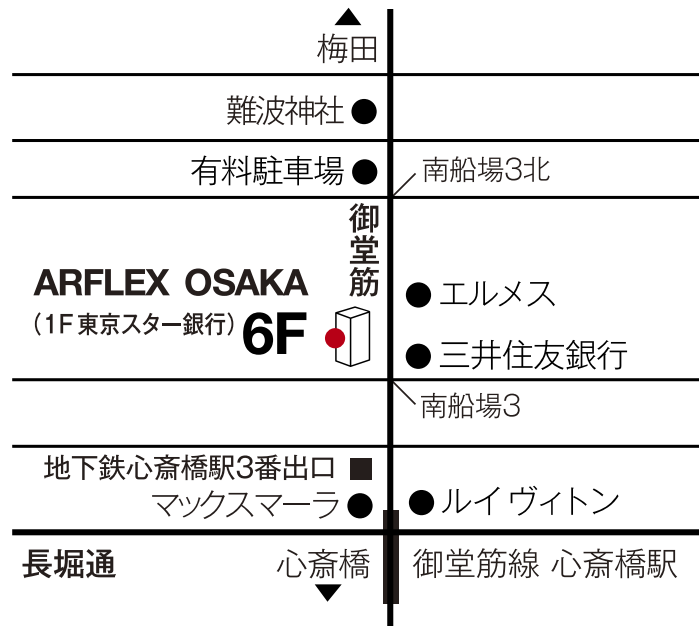 梅田
難波神社
有料駐車場
南船場3北
御堂筋
ARFLEX OSAKA
エルメス
(1F 東京スター銀行) 6F
三井住友銀行
南船場3
地下鉄心斎橋駅3番出口
マックスマーラ
ルイ ヴィトン
長堀通
心斎橋
御堂筋線 心斎橋駅